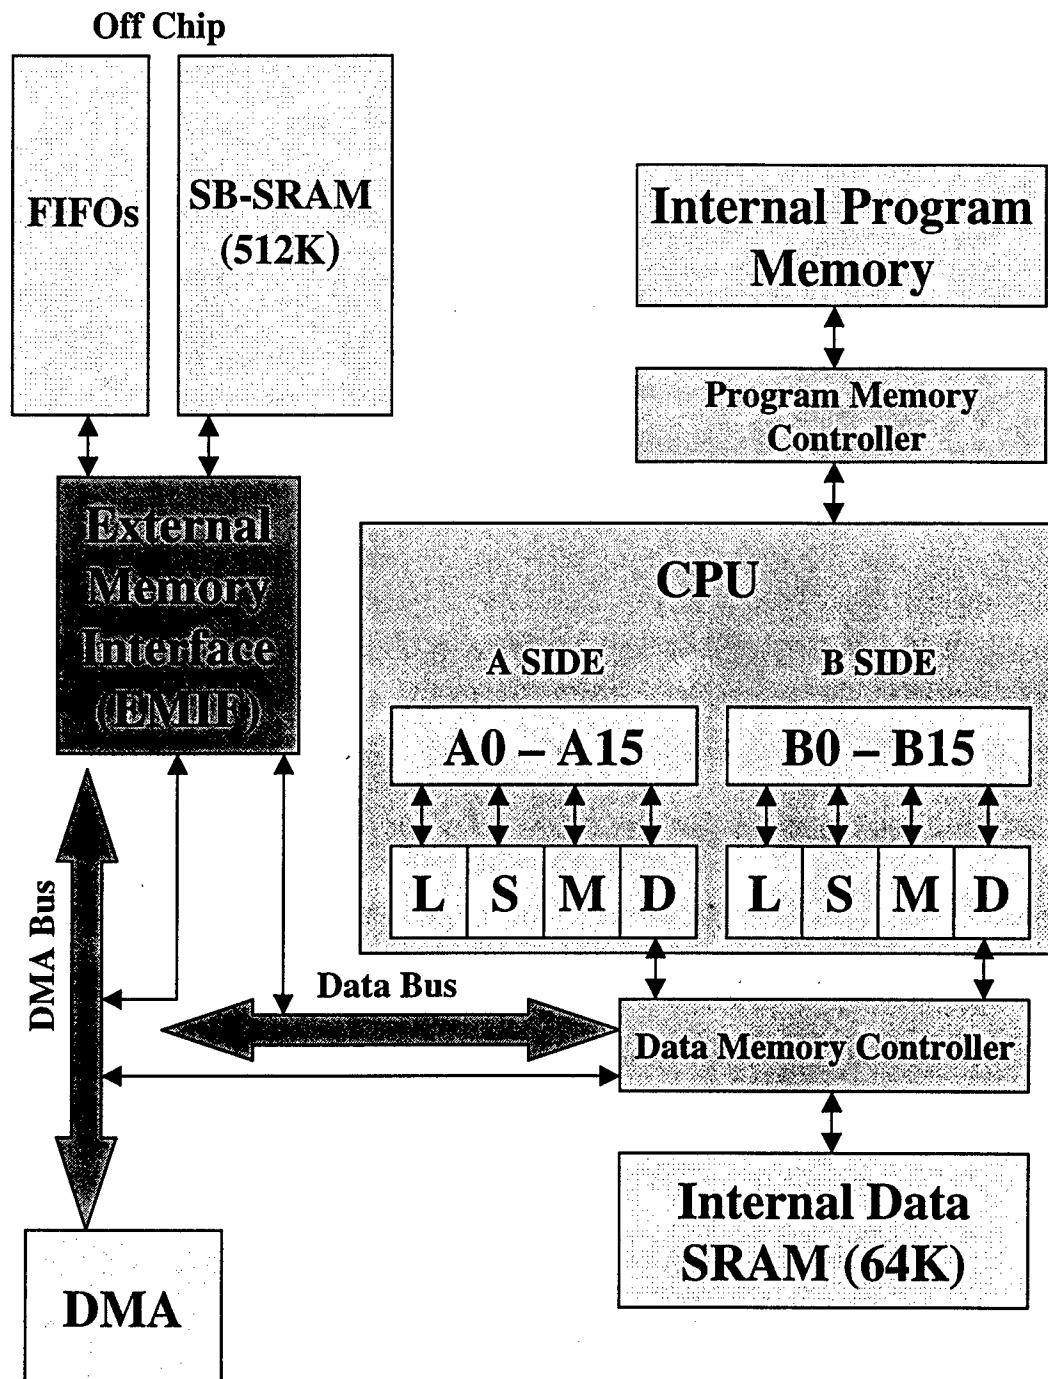 Off Chip
FIFOs
SB-SRAM
(512K)
Internal Program
Memory
Program Memory
Controller
External
Memory
Interface
(EMIF)
CPU
A SIDE
B SIDE
A0 – A15
B0 – B15
L S M D
L S M D
DMA Bus
Data Bus
Data Memory Controller
Internal Data
SRAM (64K)
DMA